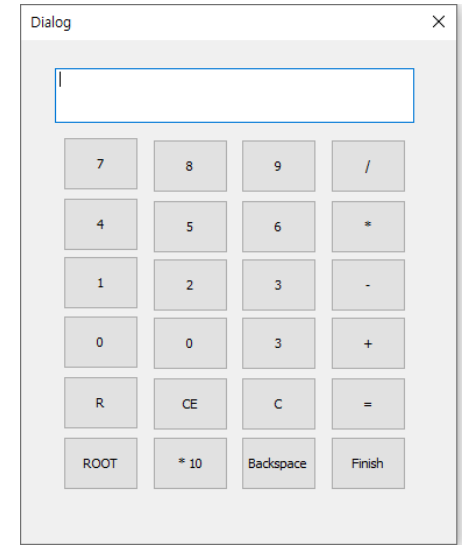 Dialog
7 8 9 /
4 5 6 *
1 2 3 -
0 0 3 +
R CE C =
ROOT * 10 Backspace Finish